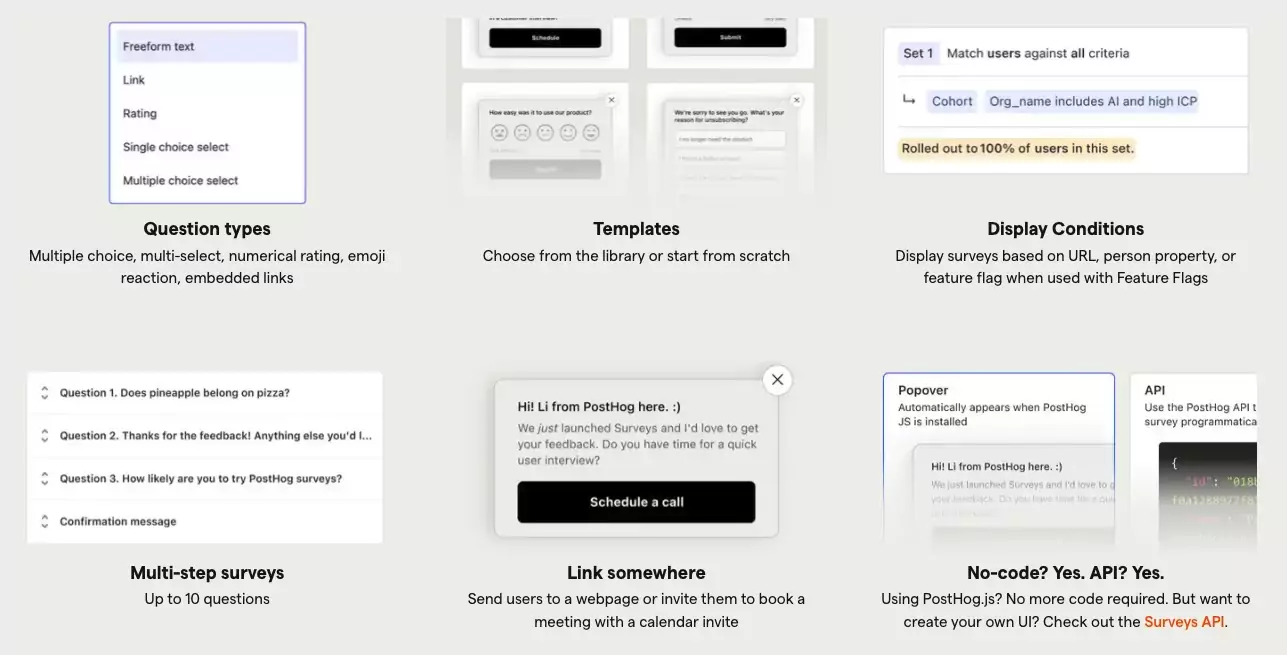 Freeform text
Link
Rating
Single choice select
Multiple choice select
Question types
Multiple choice, multi-select, numerical rating, emoji
reaction, embedded links
Schedule
Submit
How easy was it to use our product?
We're sorry to see you go. What's your
reason for unsubscribing?
I no longer need the product
Templates
Choose from the library or start from scratch
Set 1 Match users against all criteria
Cohort Org_name includes AI and high ICP
Rolled out to 100% of users in this set.
Display Conditions
Display surveys based on URL, person property, or
feature flag when used with Feature Flags
Question 1. Does pineapple belong on pizza?
Question 2. Thanks for the feedback! Anything else you'd l...
Question 3. How likely are you to try PostHog surveys?
Confirmation message
Multi-step surveys
Up to 10 questions
Hi! Li from PostHog here. :)
We just launched Surveys and I'd love to get
your feedback. Do you have time for a quick
user interview?
Schedule a call
Link somewhere
Send users to a webpage or invite them to book a
meeting with a calendar invite
Popover
Automatically appears when PostHog
JS is installed
Hi! Li from PostHog here. :)
We just launched Surveys and I'd love to g
your feedback. Do you have time for a qui
API
Use the PostHog API t
survey programmatica
{
"id": "018
No-code? Yes. API? Yes.
Using PostHog.js? No more code required. But want to
create your own UI? Check out the Surveys API.